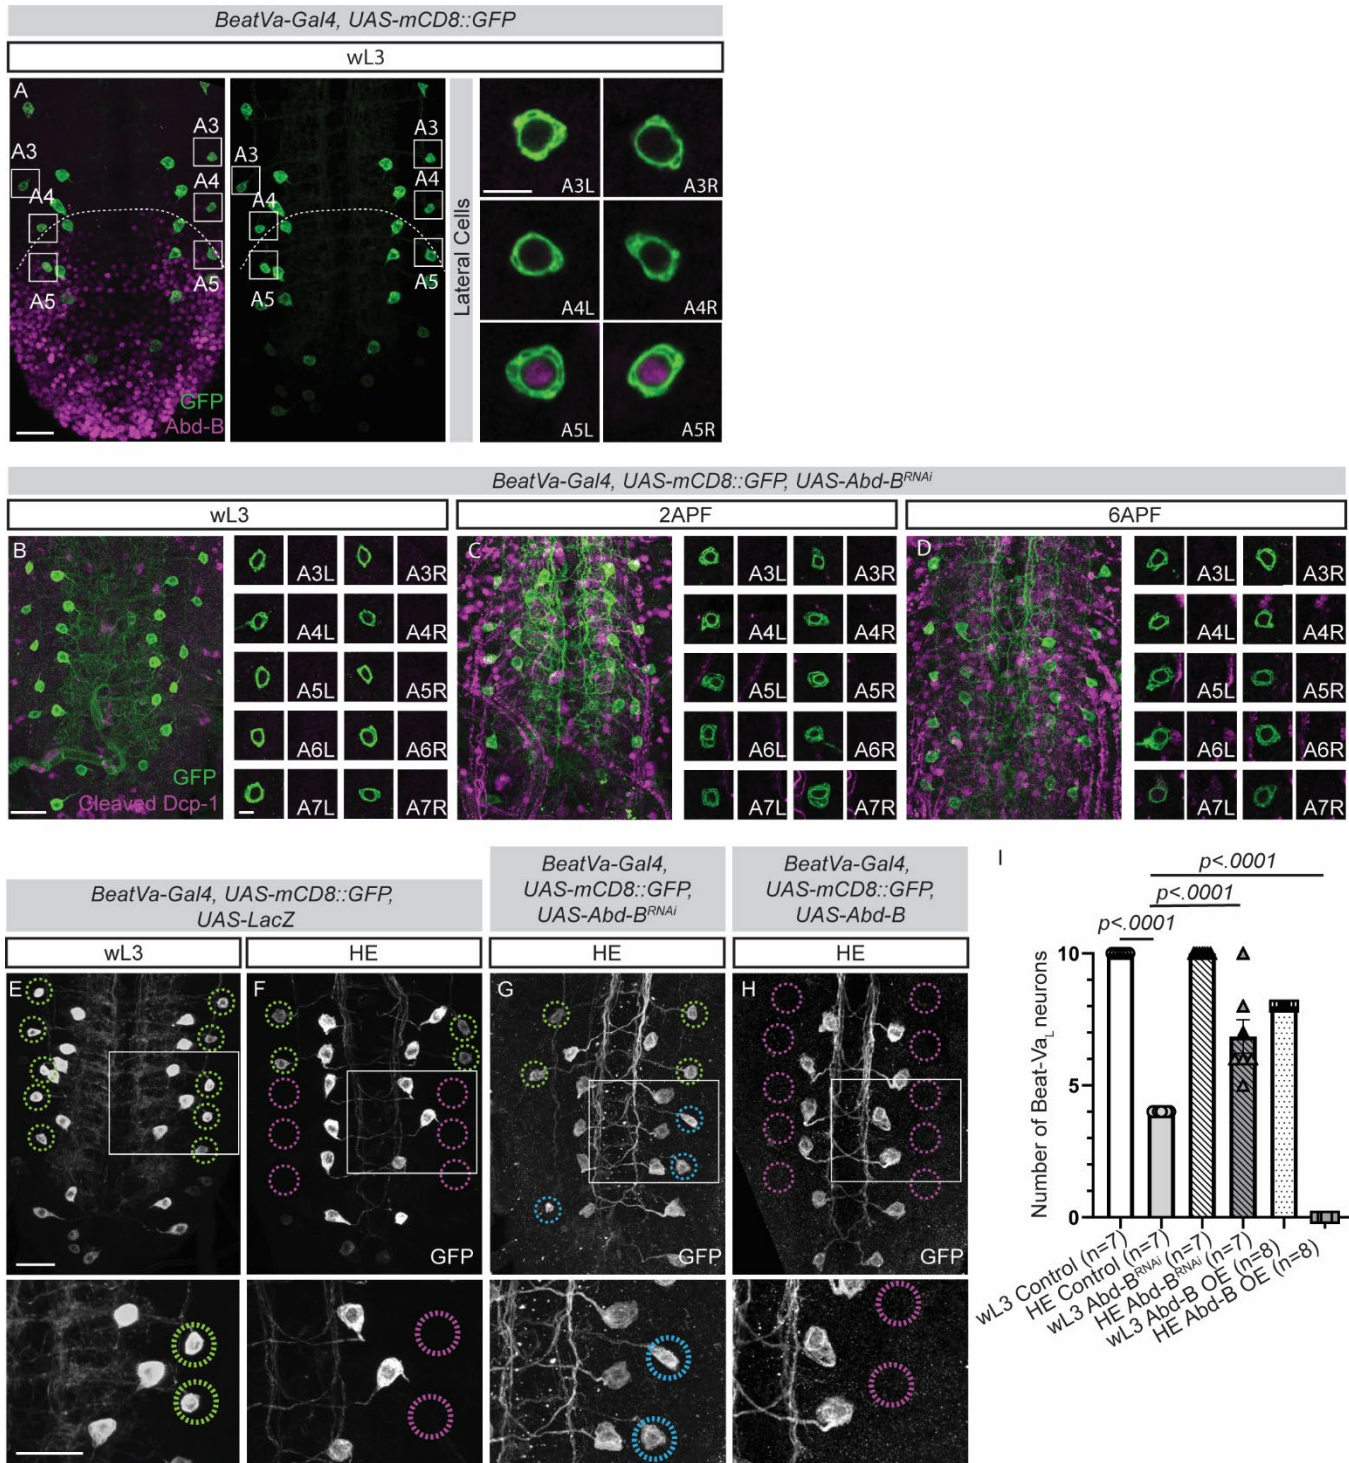 BeatVa-Gal4, UAS-mCD8::GFP
wL3
A
A3
A3
A4
A4
A5
A5
GFP
Abd-B
A3
A3
A4
A4
A5
A5
Lateral Cells
A3L
A3R
A4L
A4R
A5L
A5R
BeatVa-Gal4, UAS-mCD8::GFP, UAS-Abd-B^RNAi
wL3
2APF
6APF
B
GFP
Cleaved Dcp-1
A3L
A3R
A4L
A4R
A5L
A5R
A6L
A6R
A7L
A7R
C
A3L
A3R
A4L
A4R
A5L
A5R
A6L
A6R
A7L
A7R
D
A3L
A3R
A4L
A4R
A5L
A5R
A6L
A6R
A7L
A7R
BeatVa-Gal4, UAS-mCD8::GFP,
UAS-LacZ
wL3
HE
BeatVa-Gal4,
UAS-mCD8::GFP,
UAS-Abd-B^RNAi
HE
BeatVa-Gal4,
UAS-mCD8::GFP,
UAS-Abd-B
HE
E
F
GFP
G
GFP
H
GFP
I
p<.0001
p<.0001
p<.0001
Number of Beat-Va_L neurons
10
5
0
wL3 Control (n=7)
HE Control (n=7)
wL3 Abd-B^RNAi (n=7)
HE Abd-B^RNAi (n=7)
wL3 Abd-B OE (n=8)
HE Abd-B OE (n=8)